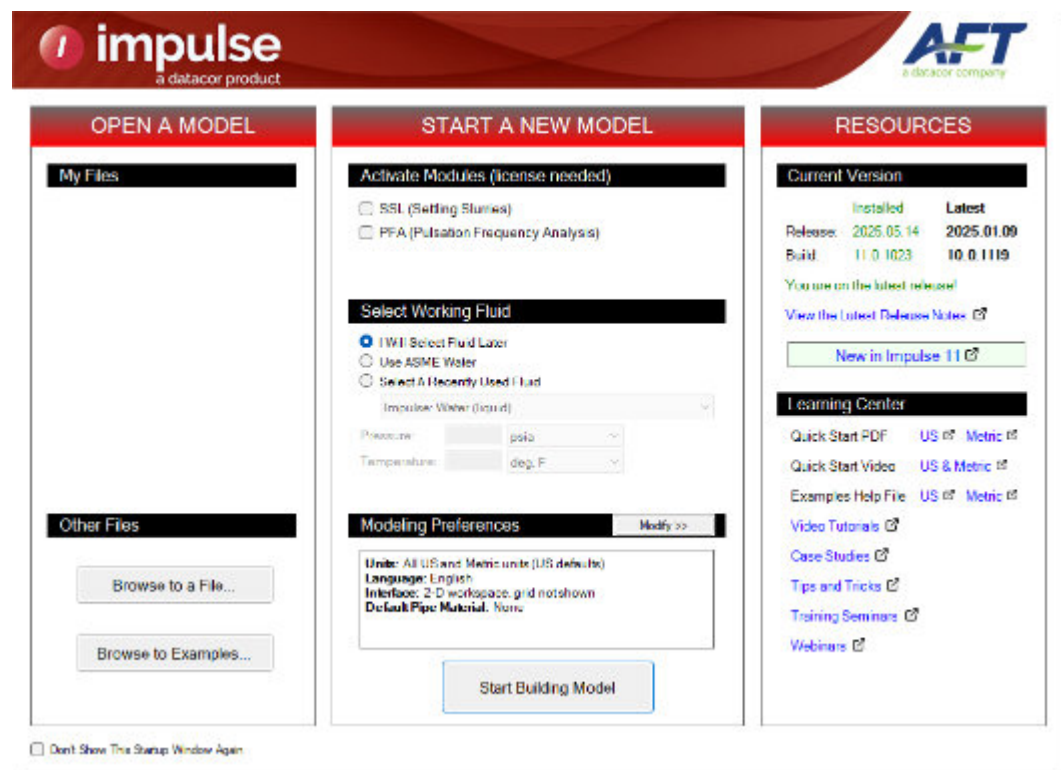 impulse
a datacor product
AFT
a datacor company
OPEN A MODEL
My Files
Other Files
Browse to a File...
Browse to Examples...
START A NEW MODEL
Activate Modules (license needed)
SSL (Settling Slurries)
PFA (Pulsation Frequency Analysis)
Select Working Fluid
I Will Select Fluid Later
Use ASME Water
Select A Recently Used Fluid
Impulse: Water (liquid)
Pressure: psia
Temperature: deg. F
Modeling Preferences Modify >>
Units: All US and Metric units (US defaults)
Language: English
Interface: 2-D workspace, grid not shown
Default Pipe Material: None
Start Building Model
RESOURCES
Current Version
Installed Latest
Release: 2025.05.14 2025.01.09
Build: 11.0.1023 10.0.1119
You are on the latest release!
View the Latest Release Notes
New in Impulse 11
Learning Center
Quick Start PDF US Metric
Quick Start Video US & Metric
Examples Help File US Metric
Video Tutorials
Case Studies
Tips and Tricks
Training Seminars
Webinars
Don't Show This Startup Window Again